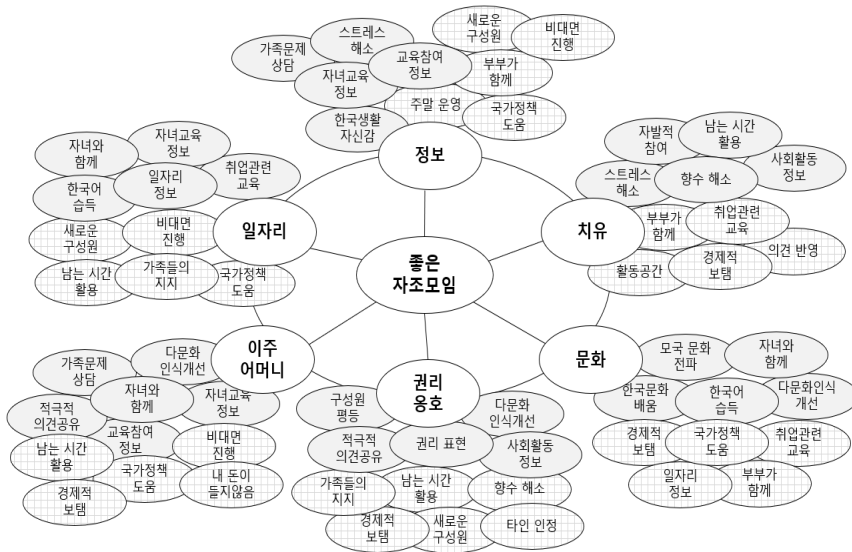 가족문제
상담
스트레스
해소
새로운
구성원
비대면
진행
자녀교육
정보
교육참여
정보
부부가
함께
주말 운영
국가정책
도움
한국생활
자신감
정보
자녀와
함께
자녀교육
정보
취업관련
교육
한국어
습득
일자리
정보
새로운
구성원
비대면
진행
남는 시간
활용
가족들의
지지
국가정책
도움
일자리
자발적
참여
남는 시간
활용
사회활동
정보
스트레스
해소
향수 해소
부부가
함께
취업관련
교육
의견 반영
활동공간
경제적
보탬
치유
좋은
자조모임
이주
어머니
가족문제
상담
다문화
인식개선
자녀와
함께
자녀교육
정보
적극적
의견공유
교육참여
정보
비대면
진행
남는 시간
활용
국가정책
도움
내 돈이
들지않음
경제적
보탬
권리
옹호
구성원
평등
다문화
인식개선
적극적
의견공유
권리 표현
사회활동
정보
가족들의
지지
남는 시간
활용
향수 해소
경제적
보탬
새로운
구성원
타인 인정
문화
모국 문화
전파
자녀와
함께
한국문화
배움
한국어
습득
다문화인식
개선
경제적
보탬
국가정책
도움
취업관련
교육
일자리
정보
부부가
함께